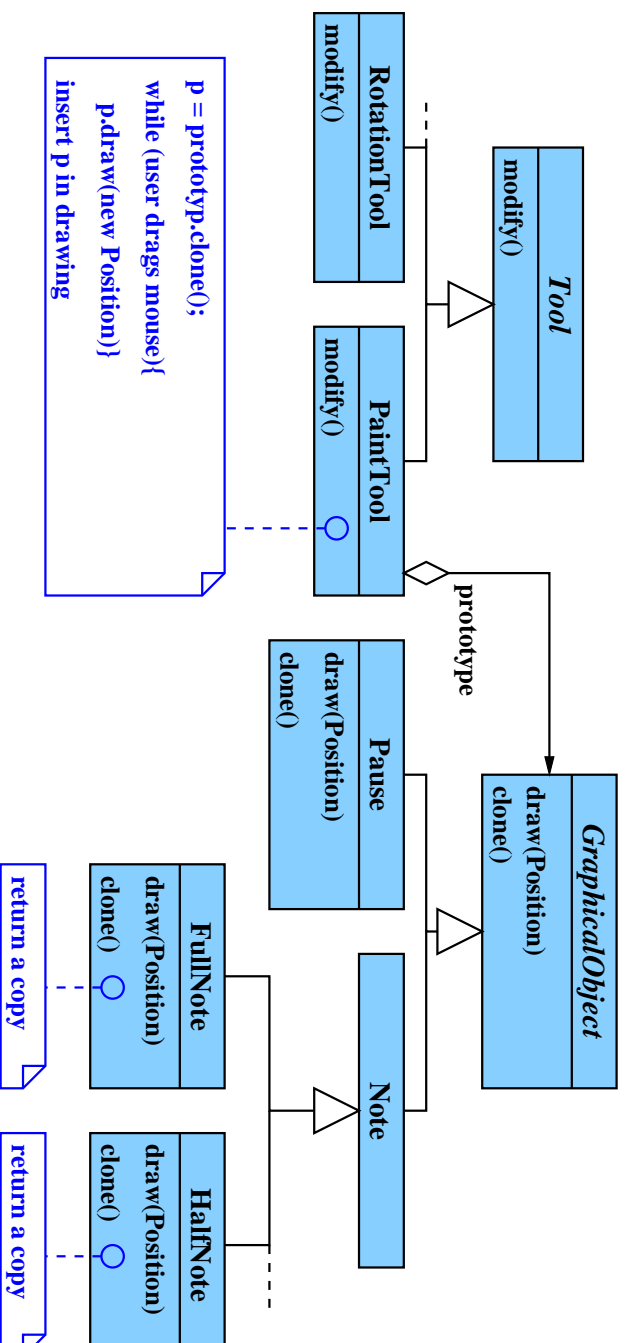 Tool
modify()
GraphicalObject
draw(Position)
clone()
prototype
RotationTool
modify()
PaintTool
modify()
Pause
draw(Position)
clone()
Note
p = prototyp.clone();
while (user drags mouse){
p.draw(new Position)}
insert p in drawing
FullNote
draw(Position)
clone()
HalfNote
draw(Position)
clone()
return a copy
return a copy